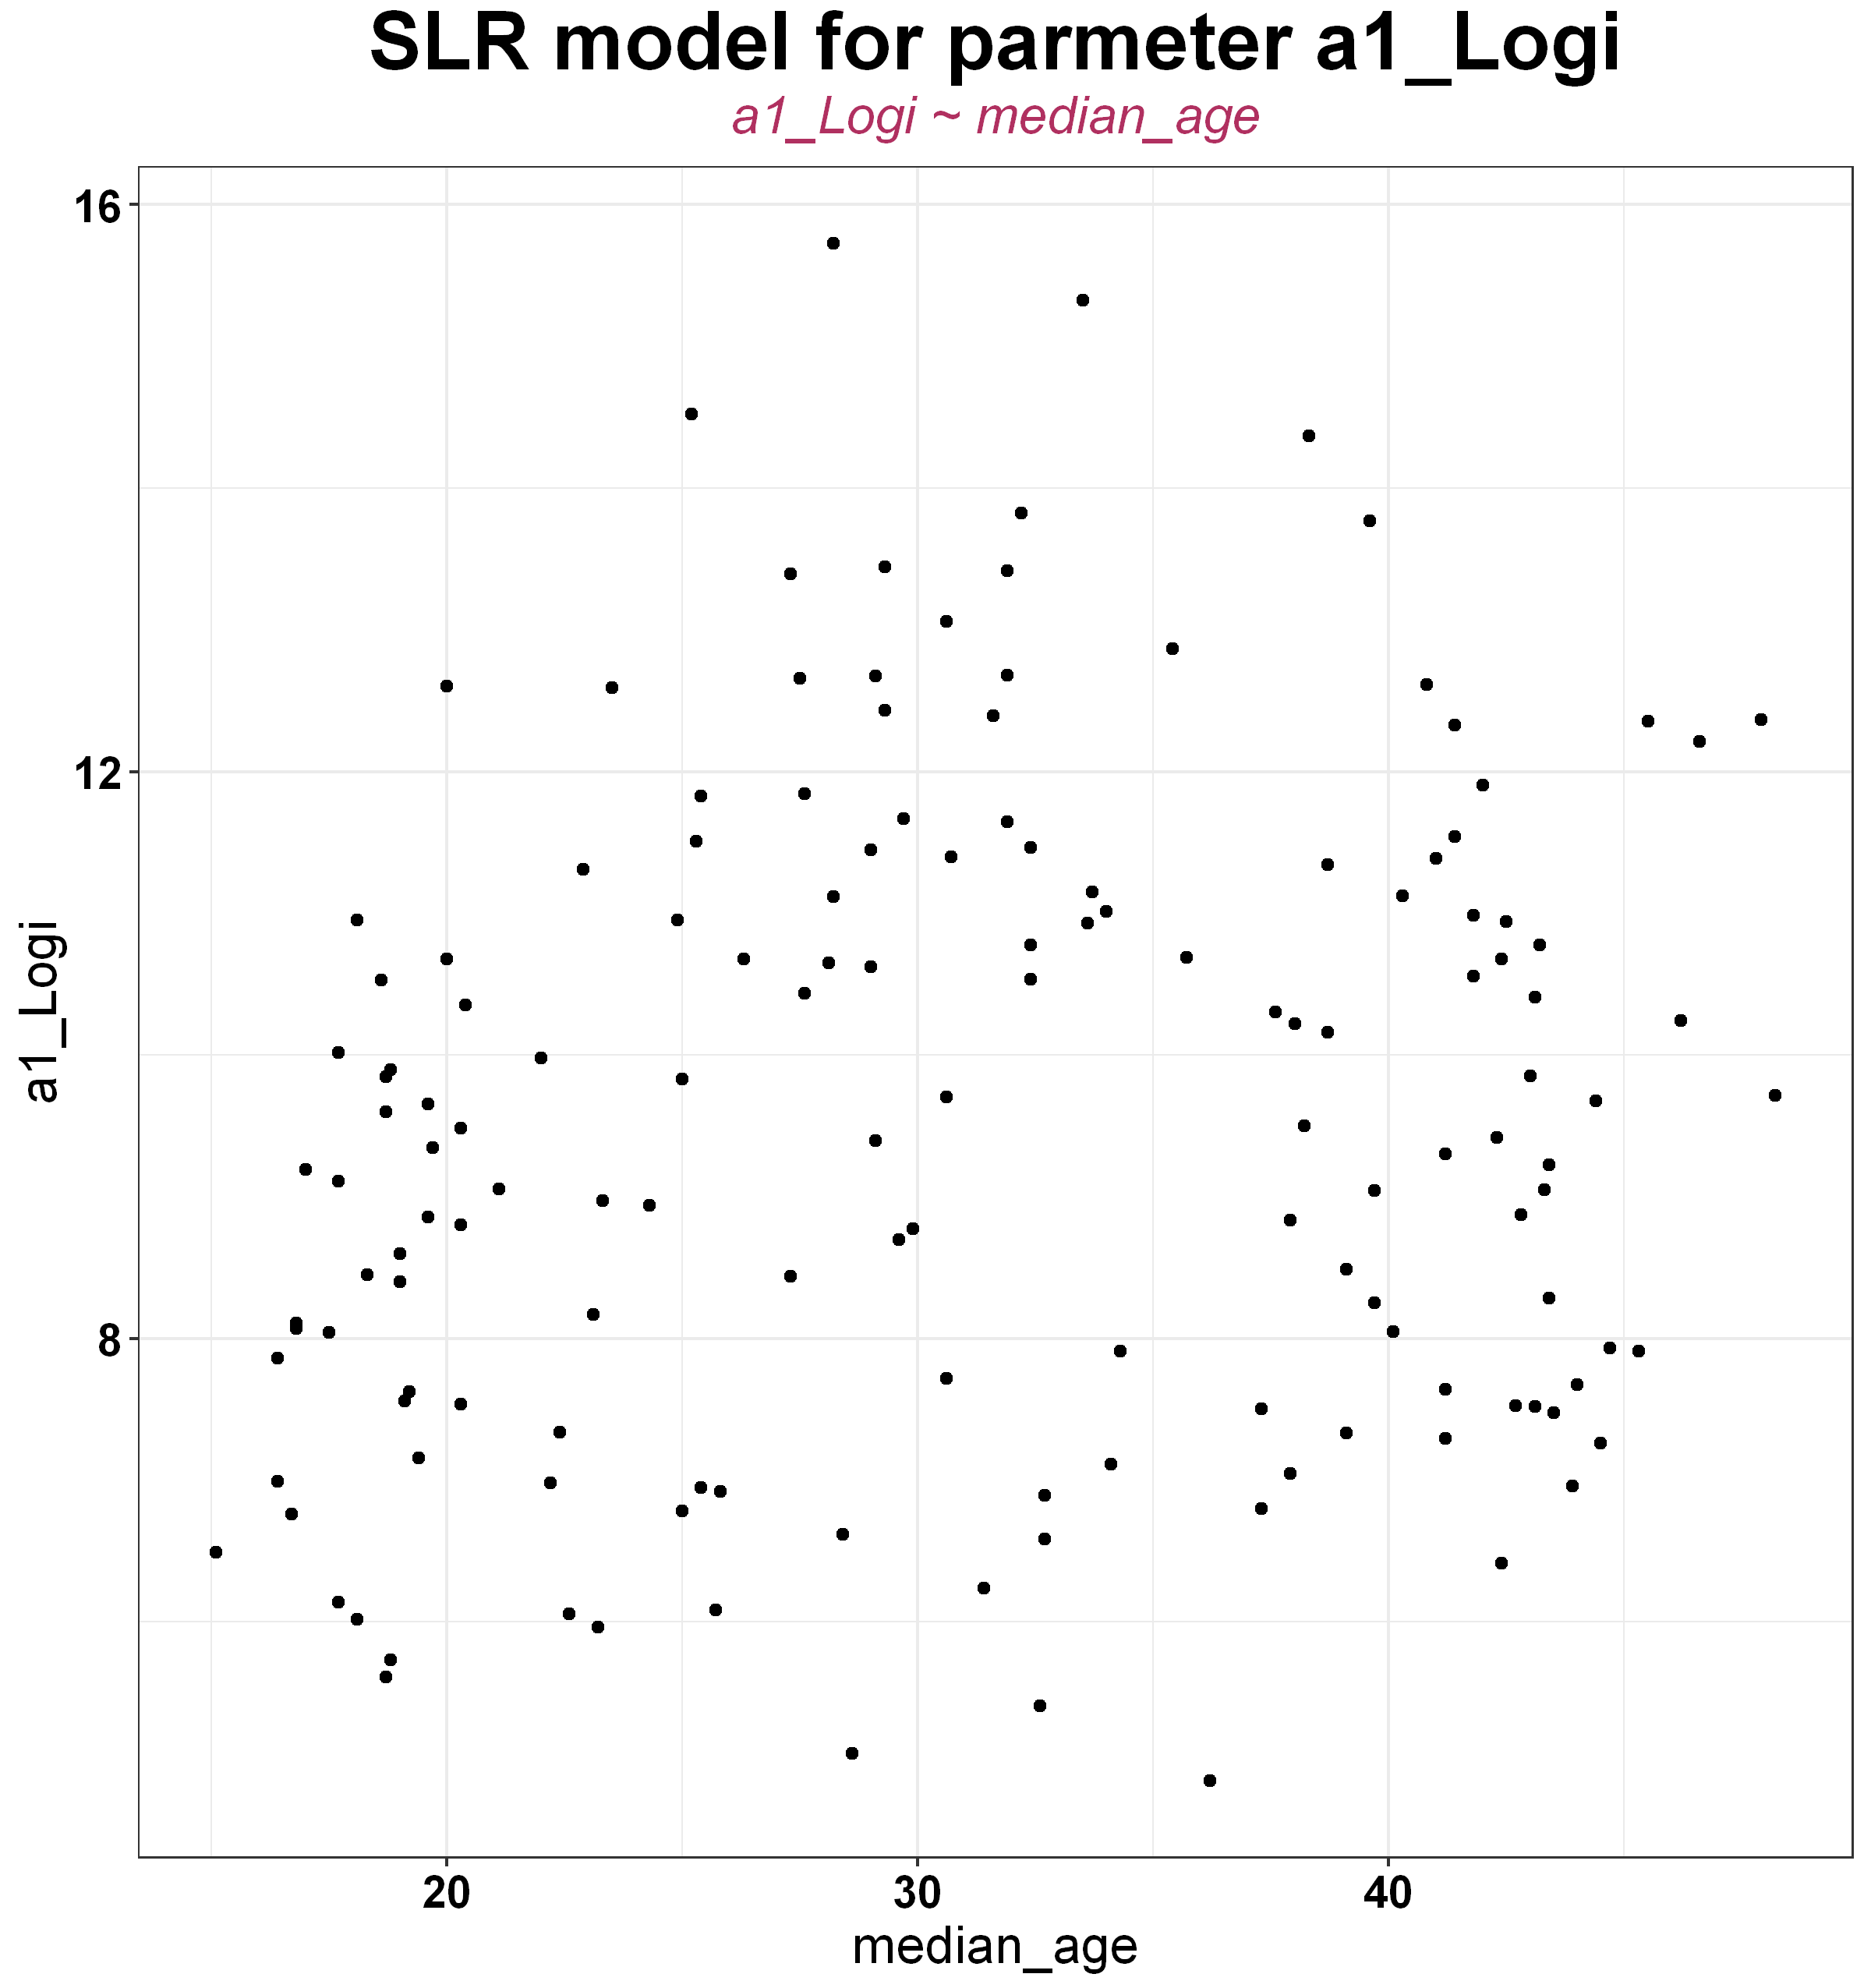 SLR model for parmeter a1_Logi
a1_Logi ~ median_age
16
12
8
a1_Logi
20 30 40
median_age